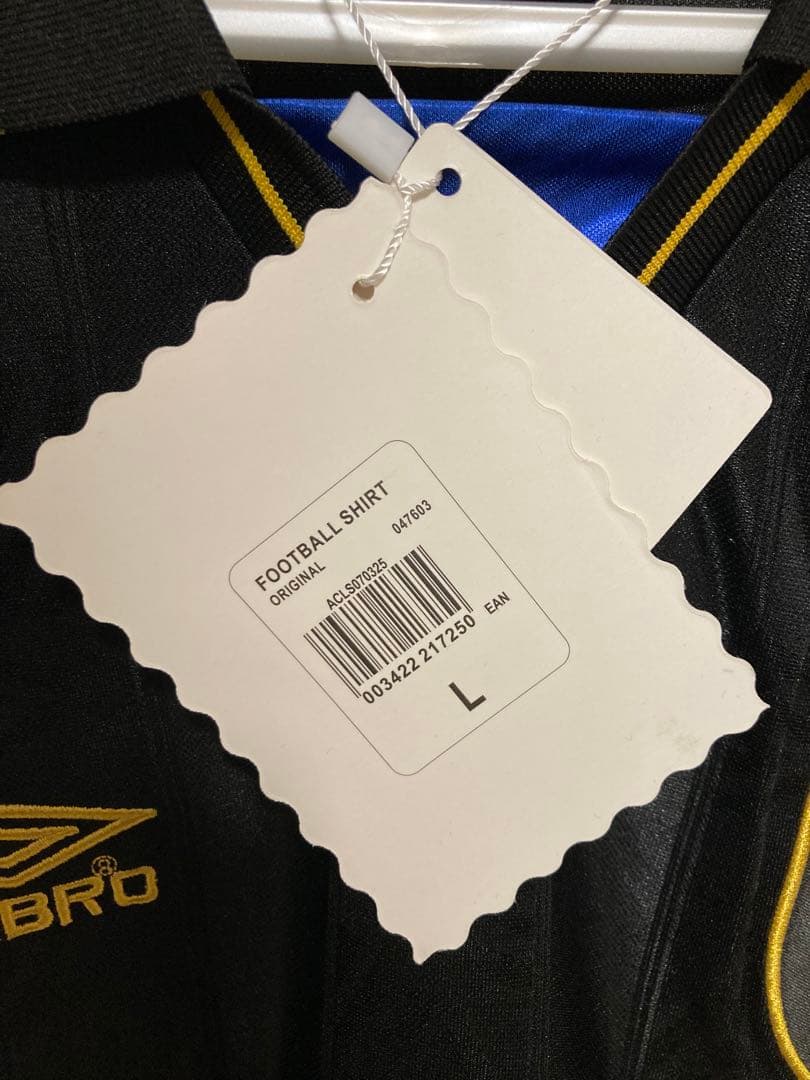 FOOTBALL SHIRT
ORIGINAL
047603
ACLS070325
003422 217250
EAN
L
BRO
®